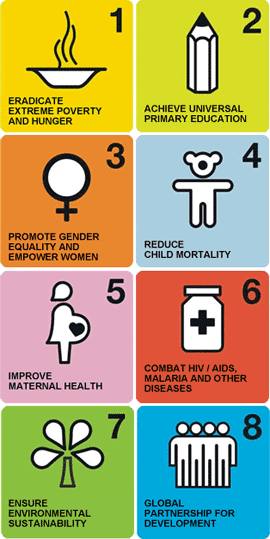 1
ERADICATE
EXTREME POVERTY
AND HUNGER
2
ACHIEVE UNIVERSAL
PRIMARY EDUCATION
3
PROMOTE GENDER
EQUALITY AND
EMPOWER WOMEN
4
REDUCE
CHILD MORTALITY
5
IMPROVE
MATERNAL HEALTH
6
COMBAT HIV / AIDS,
MALARIA AND OTHER
DISEASES
7
ENSURE
ENVIRONMENTAL
SUSTAINABILITY
8
GLOBAL
PARTNERSHIP FOR
DEVELOPMENT